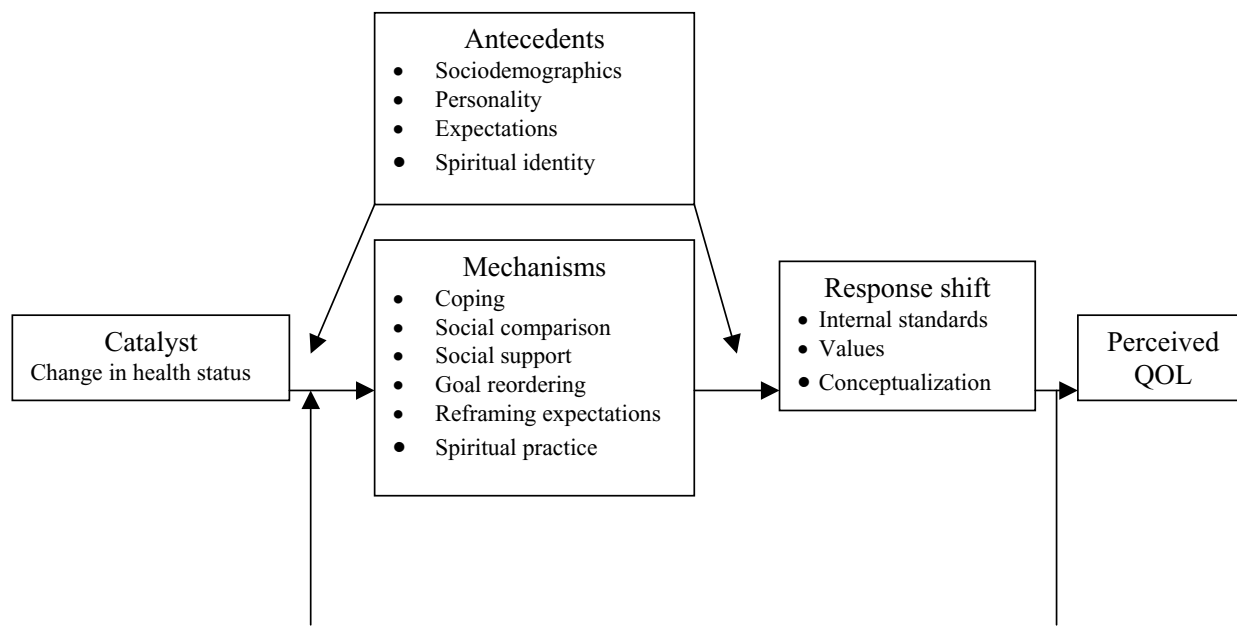 Antecedents
• Sociodemographics
• Personality
• Expectations
• Spiritual identity
Mechanisms
• Coping
• Social comparison
• Social support
• Goal reordering
• Reframing expectations
• Spiritual practice
Response shift
• Internal standards
• Values
• Conceptualization
Catalyst
Change in health status
Perceived
QOL